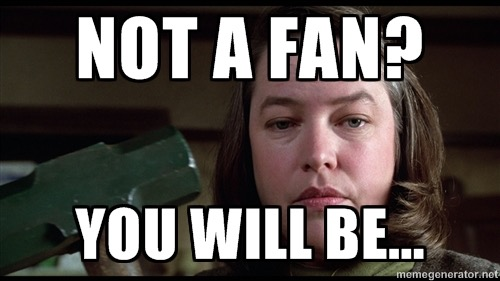 NOT A FAN?
YOU WILL BE...
memegenerator.net